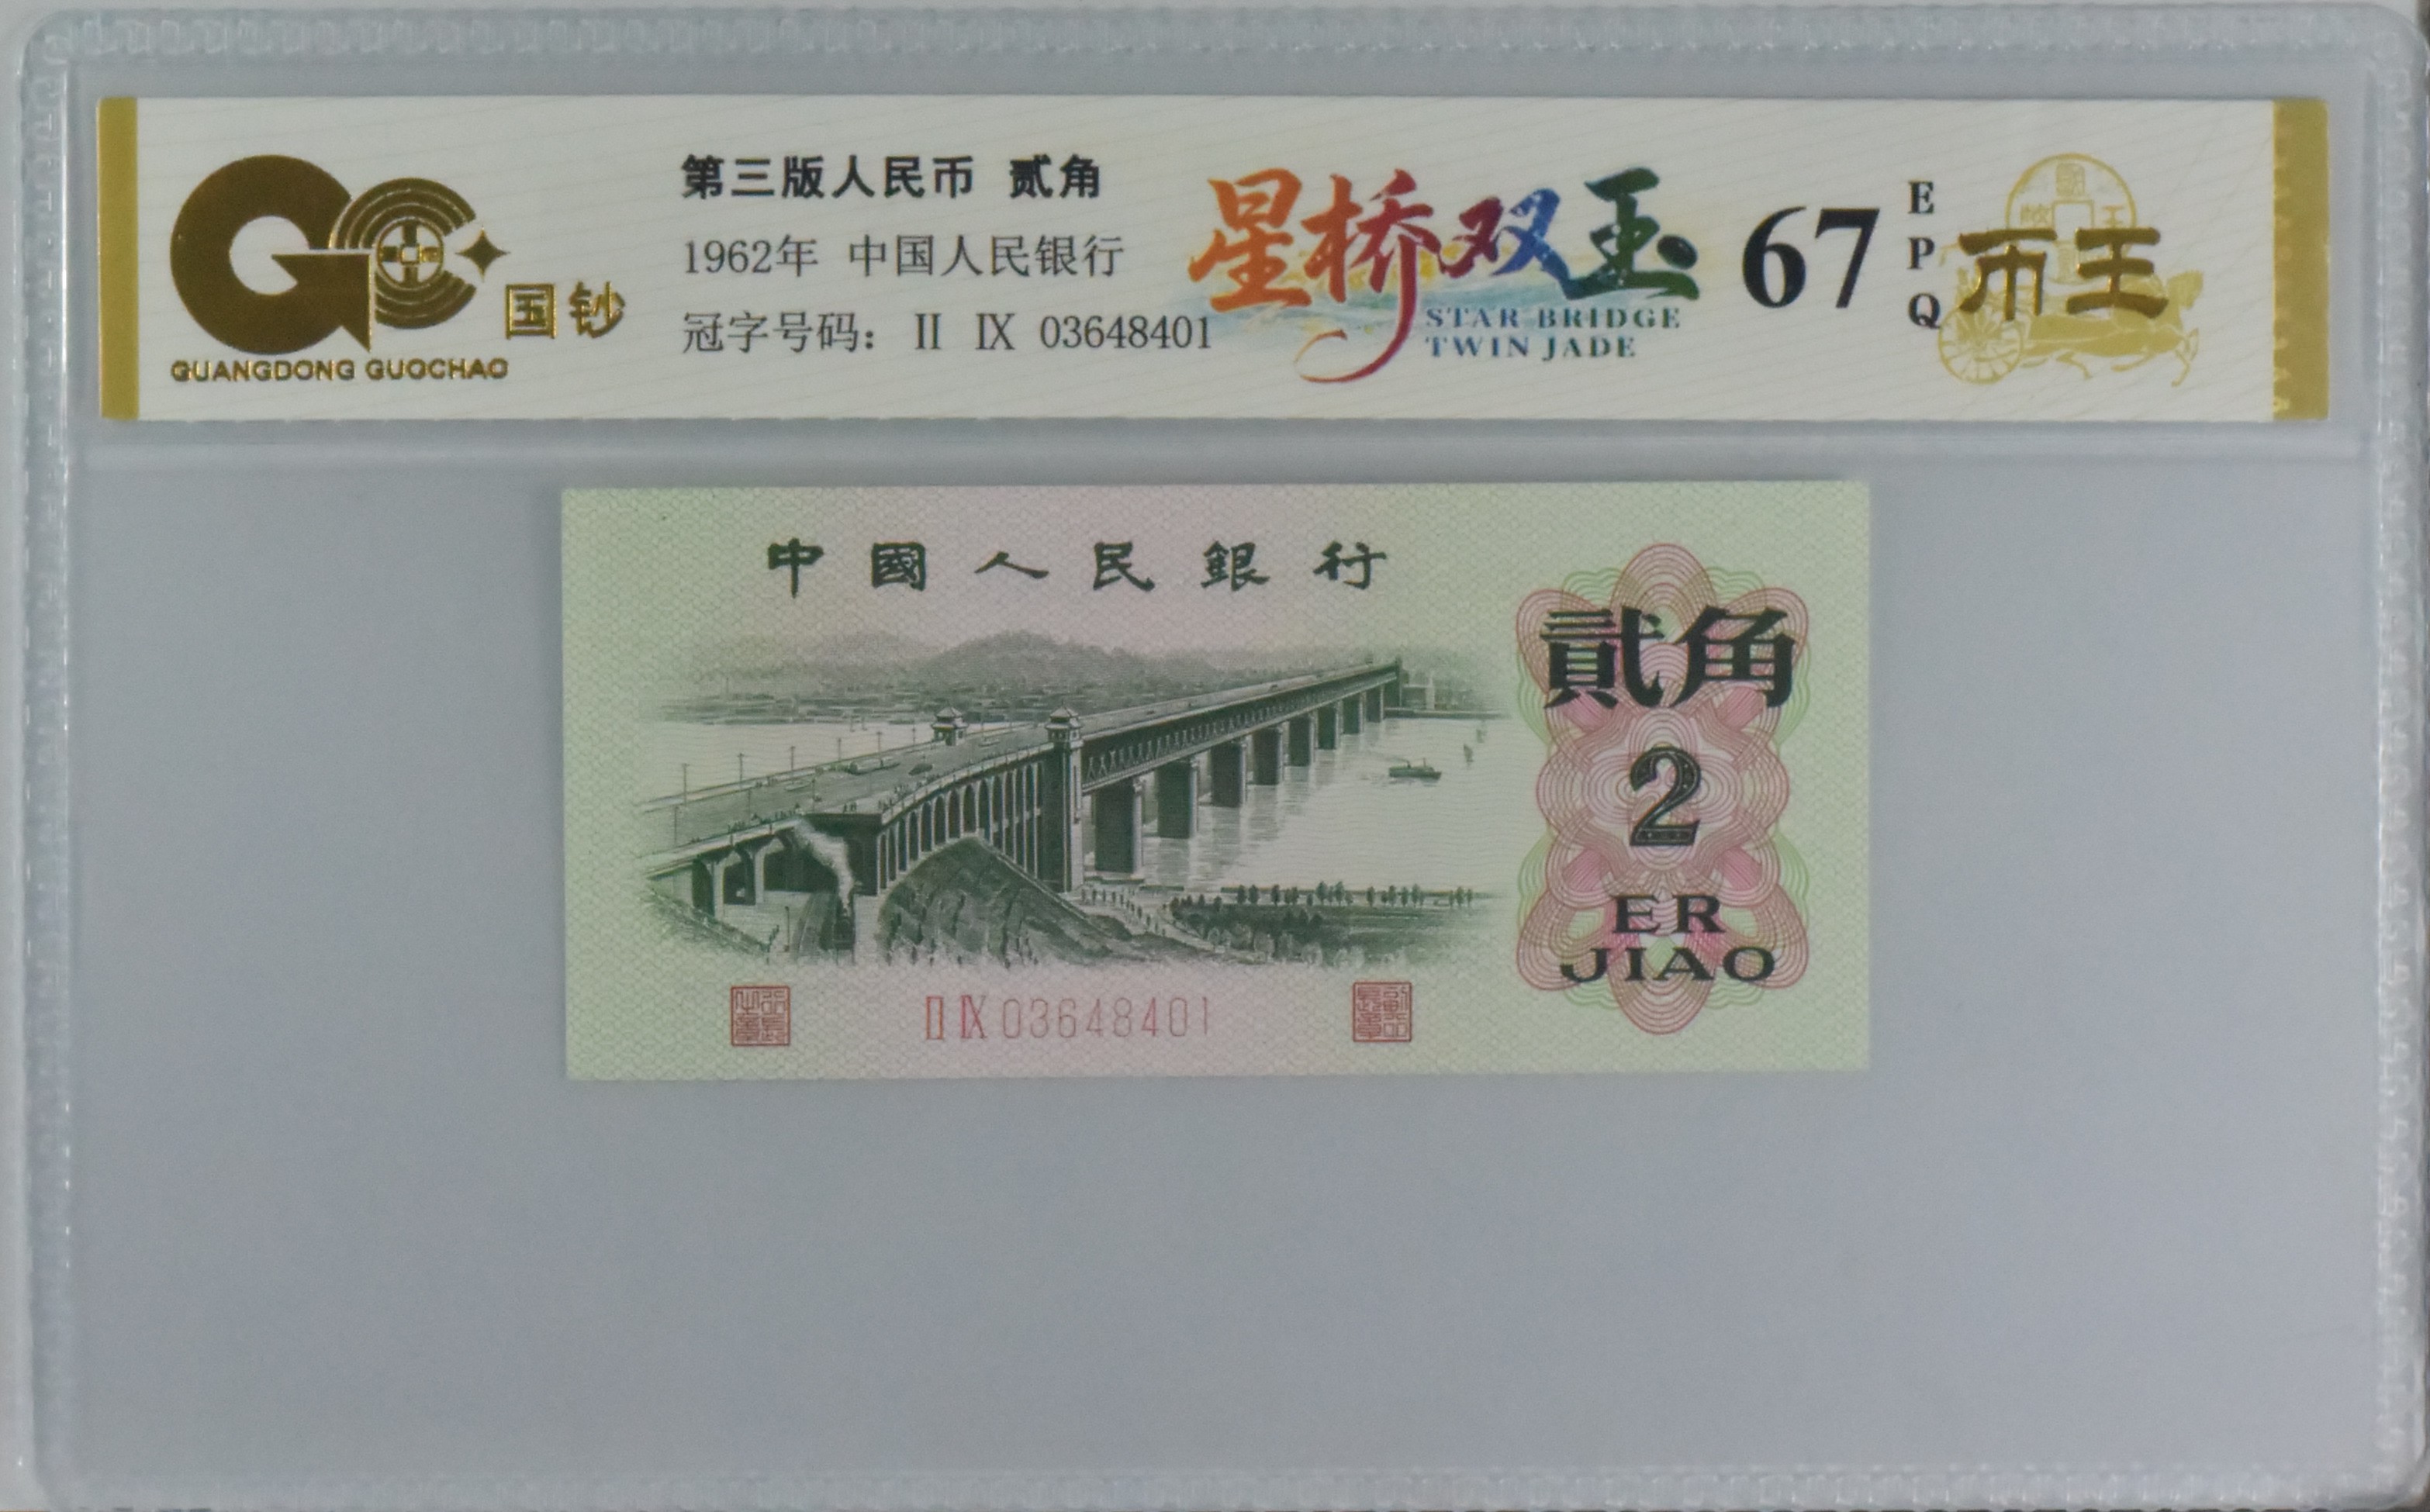 国钞
GUANGDONG GUOCHAO
第三版人民币 贰角
1962年 中国人民银行
冠字号码: II IX 03648401
星桥双玉
STAR BRIDGE
TWIN JADE
67
EPQ
币王
中國人民銀行
貳角
2
ER
JIAO
II IX 03648401